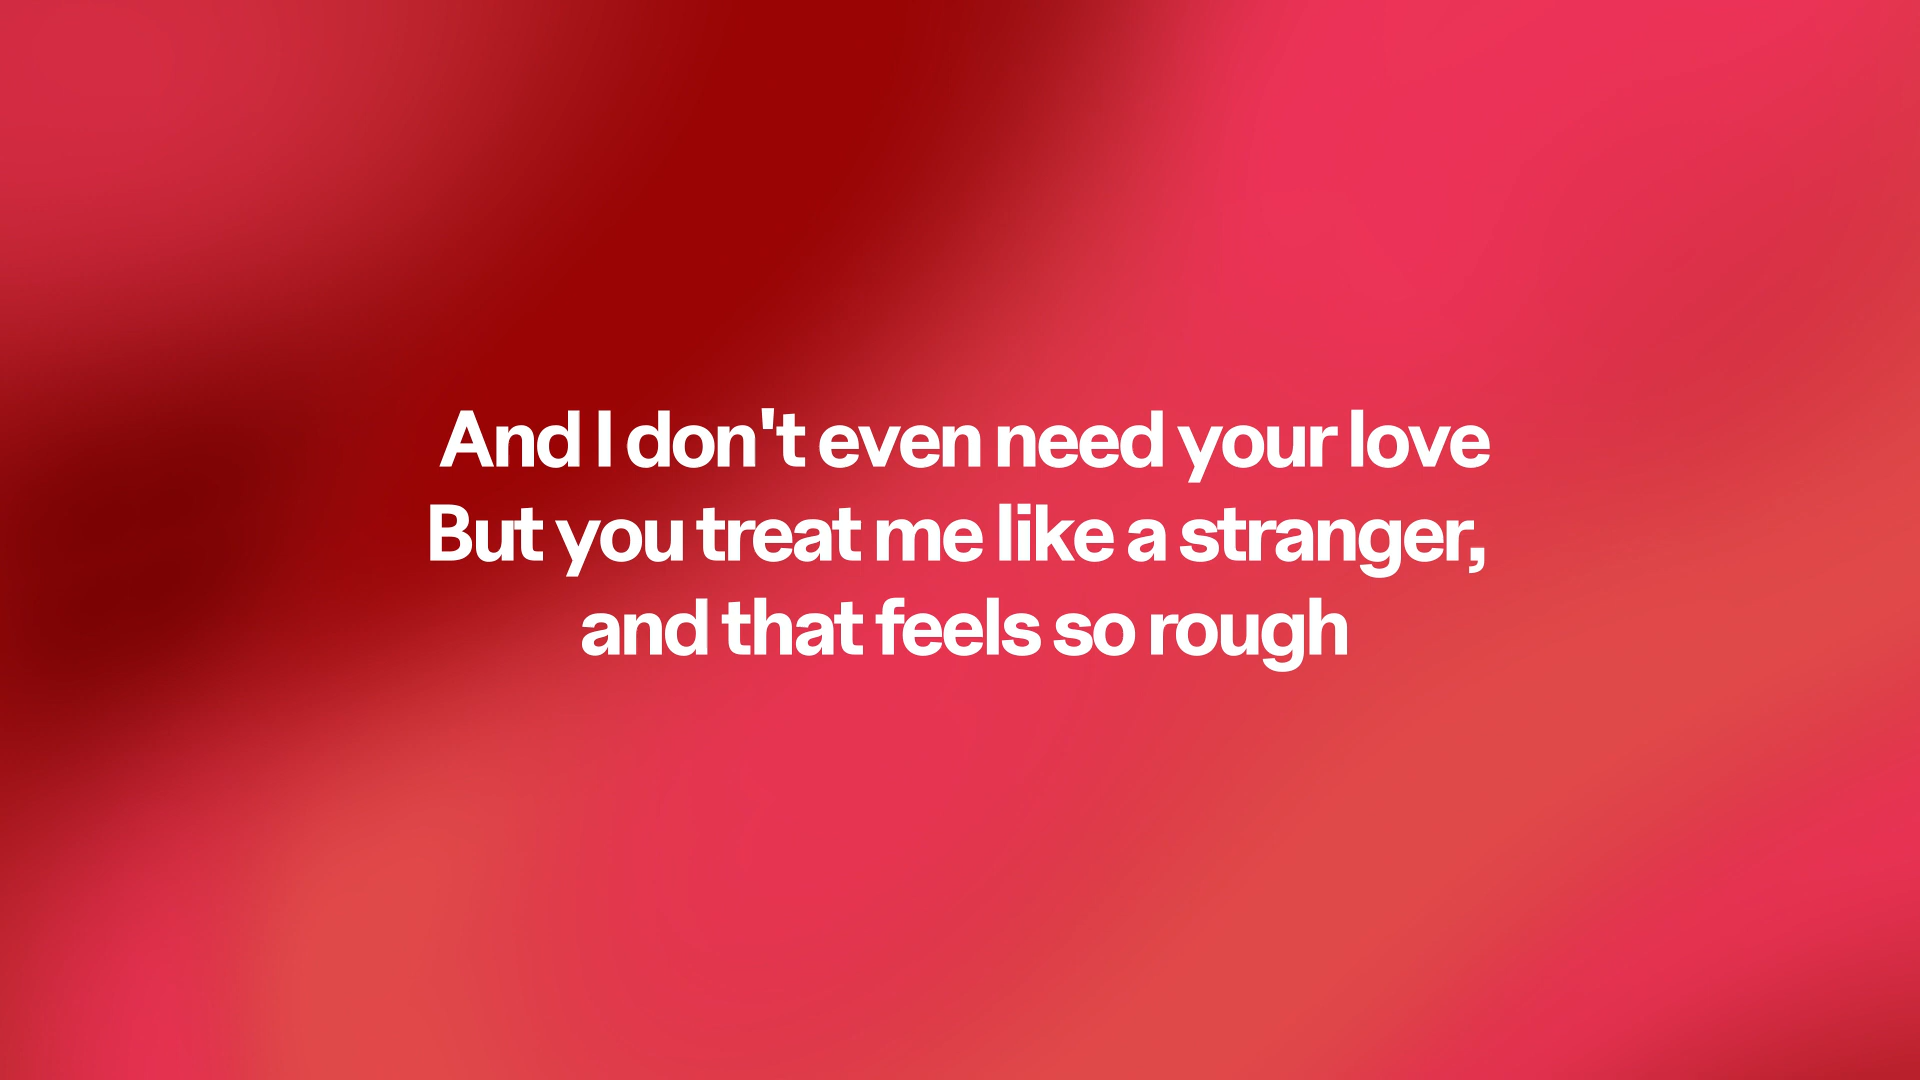 And I don't even need your love
But you treat me like a stranger,
and that feels so rough